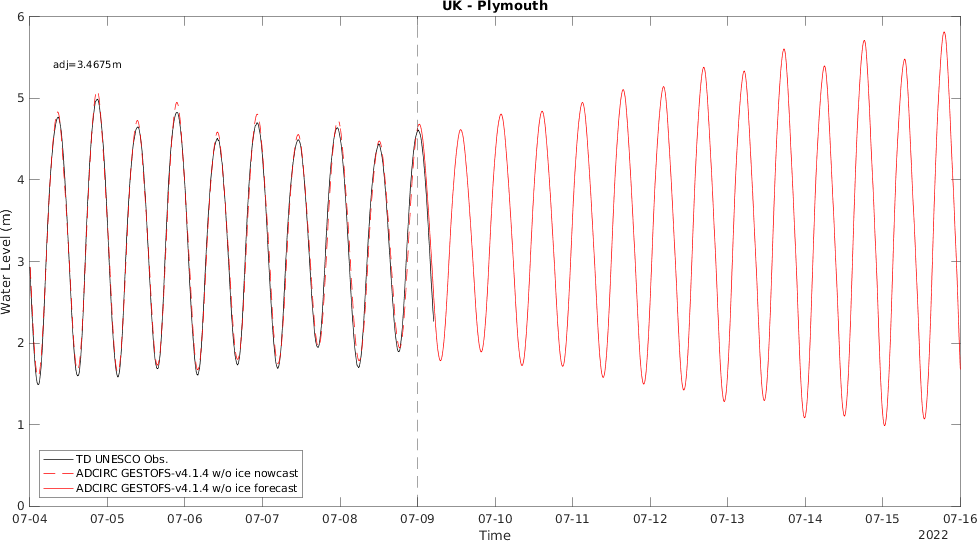 UK - Plymouth
6
adj=3.4675m
5
4
3
2
1
0
Water Level (m)
TD UNESCO Obs.
ADCIRC GESTOFS-v4.1.4 w/o ice nowcast
ADCIRC GESTOFS-v4.1.4 w/o ice forecast
07-04 07-05 07-06 07-07 07-08 07-09 07-10 07-11 07-12 07-13 07-14 07-15 07-16
Time
2022